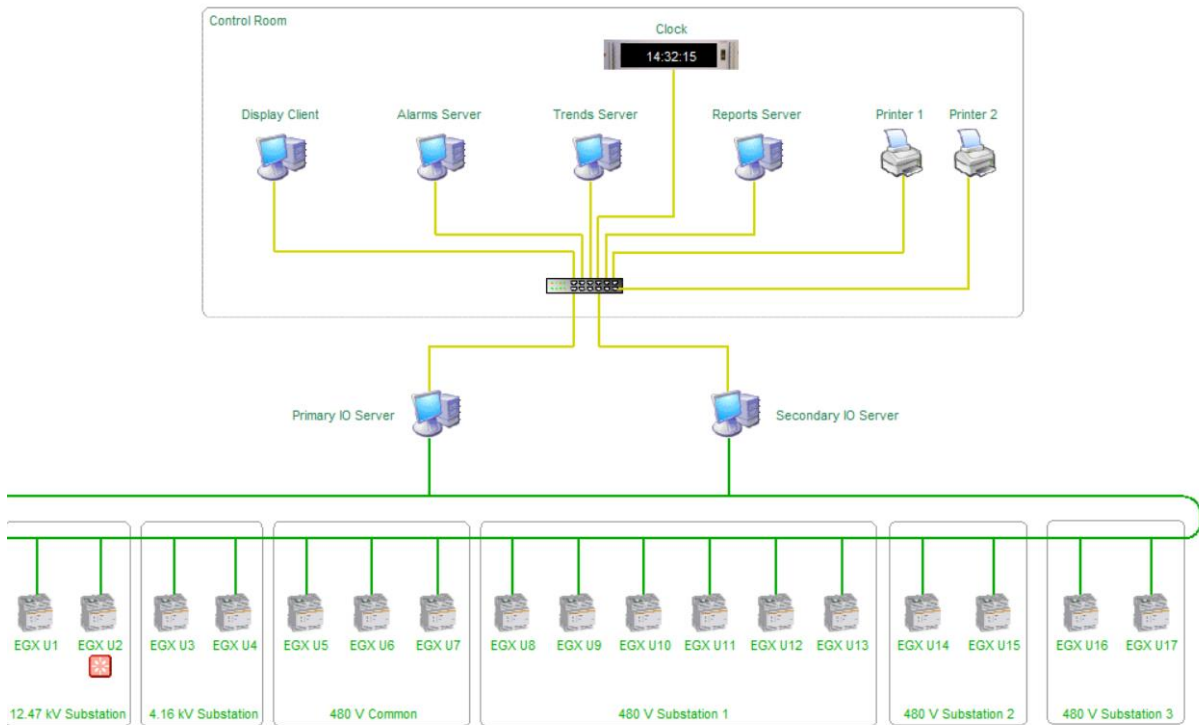 Control Room
Clock
14:32:15
Display Client
Alarms Server
Trends Server
Reports Server
Printer 1
Printer 2
Primary IO Server
Secondary IO Server
EGX U1
EGX U2
EGX U3
EGX U4
EGX U5
EGX U6
EGX U7
EGX U8
EGX U9
EGX U10
EGX U11
EGX U12
EGX U13
EGX U14
EGX U15
EGX U16
EGX U17
12.47 kV Substation
4.16 kV Substation
480 V Common
480 V Substation 1
480 V Substation 2
480 V Substation 3